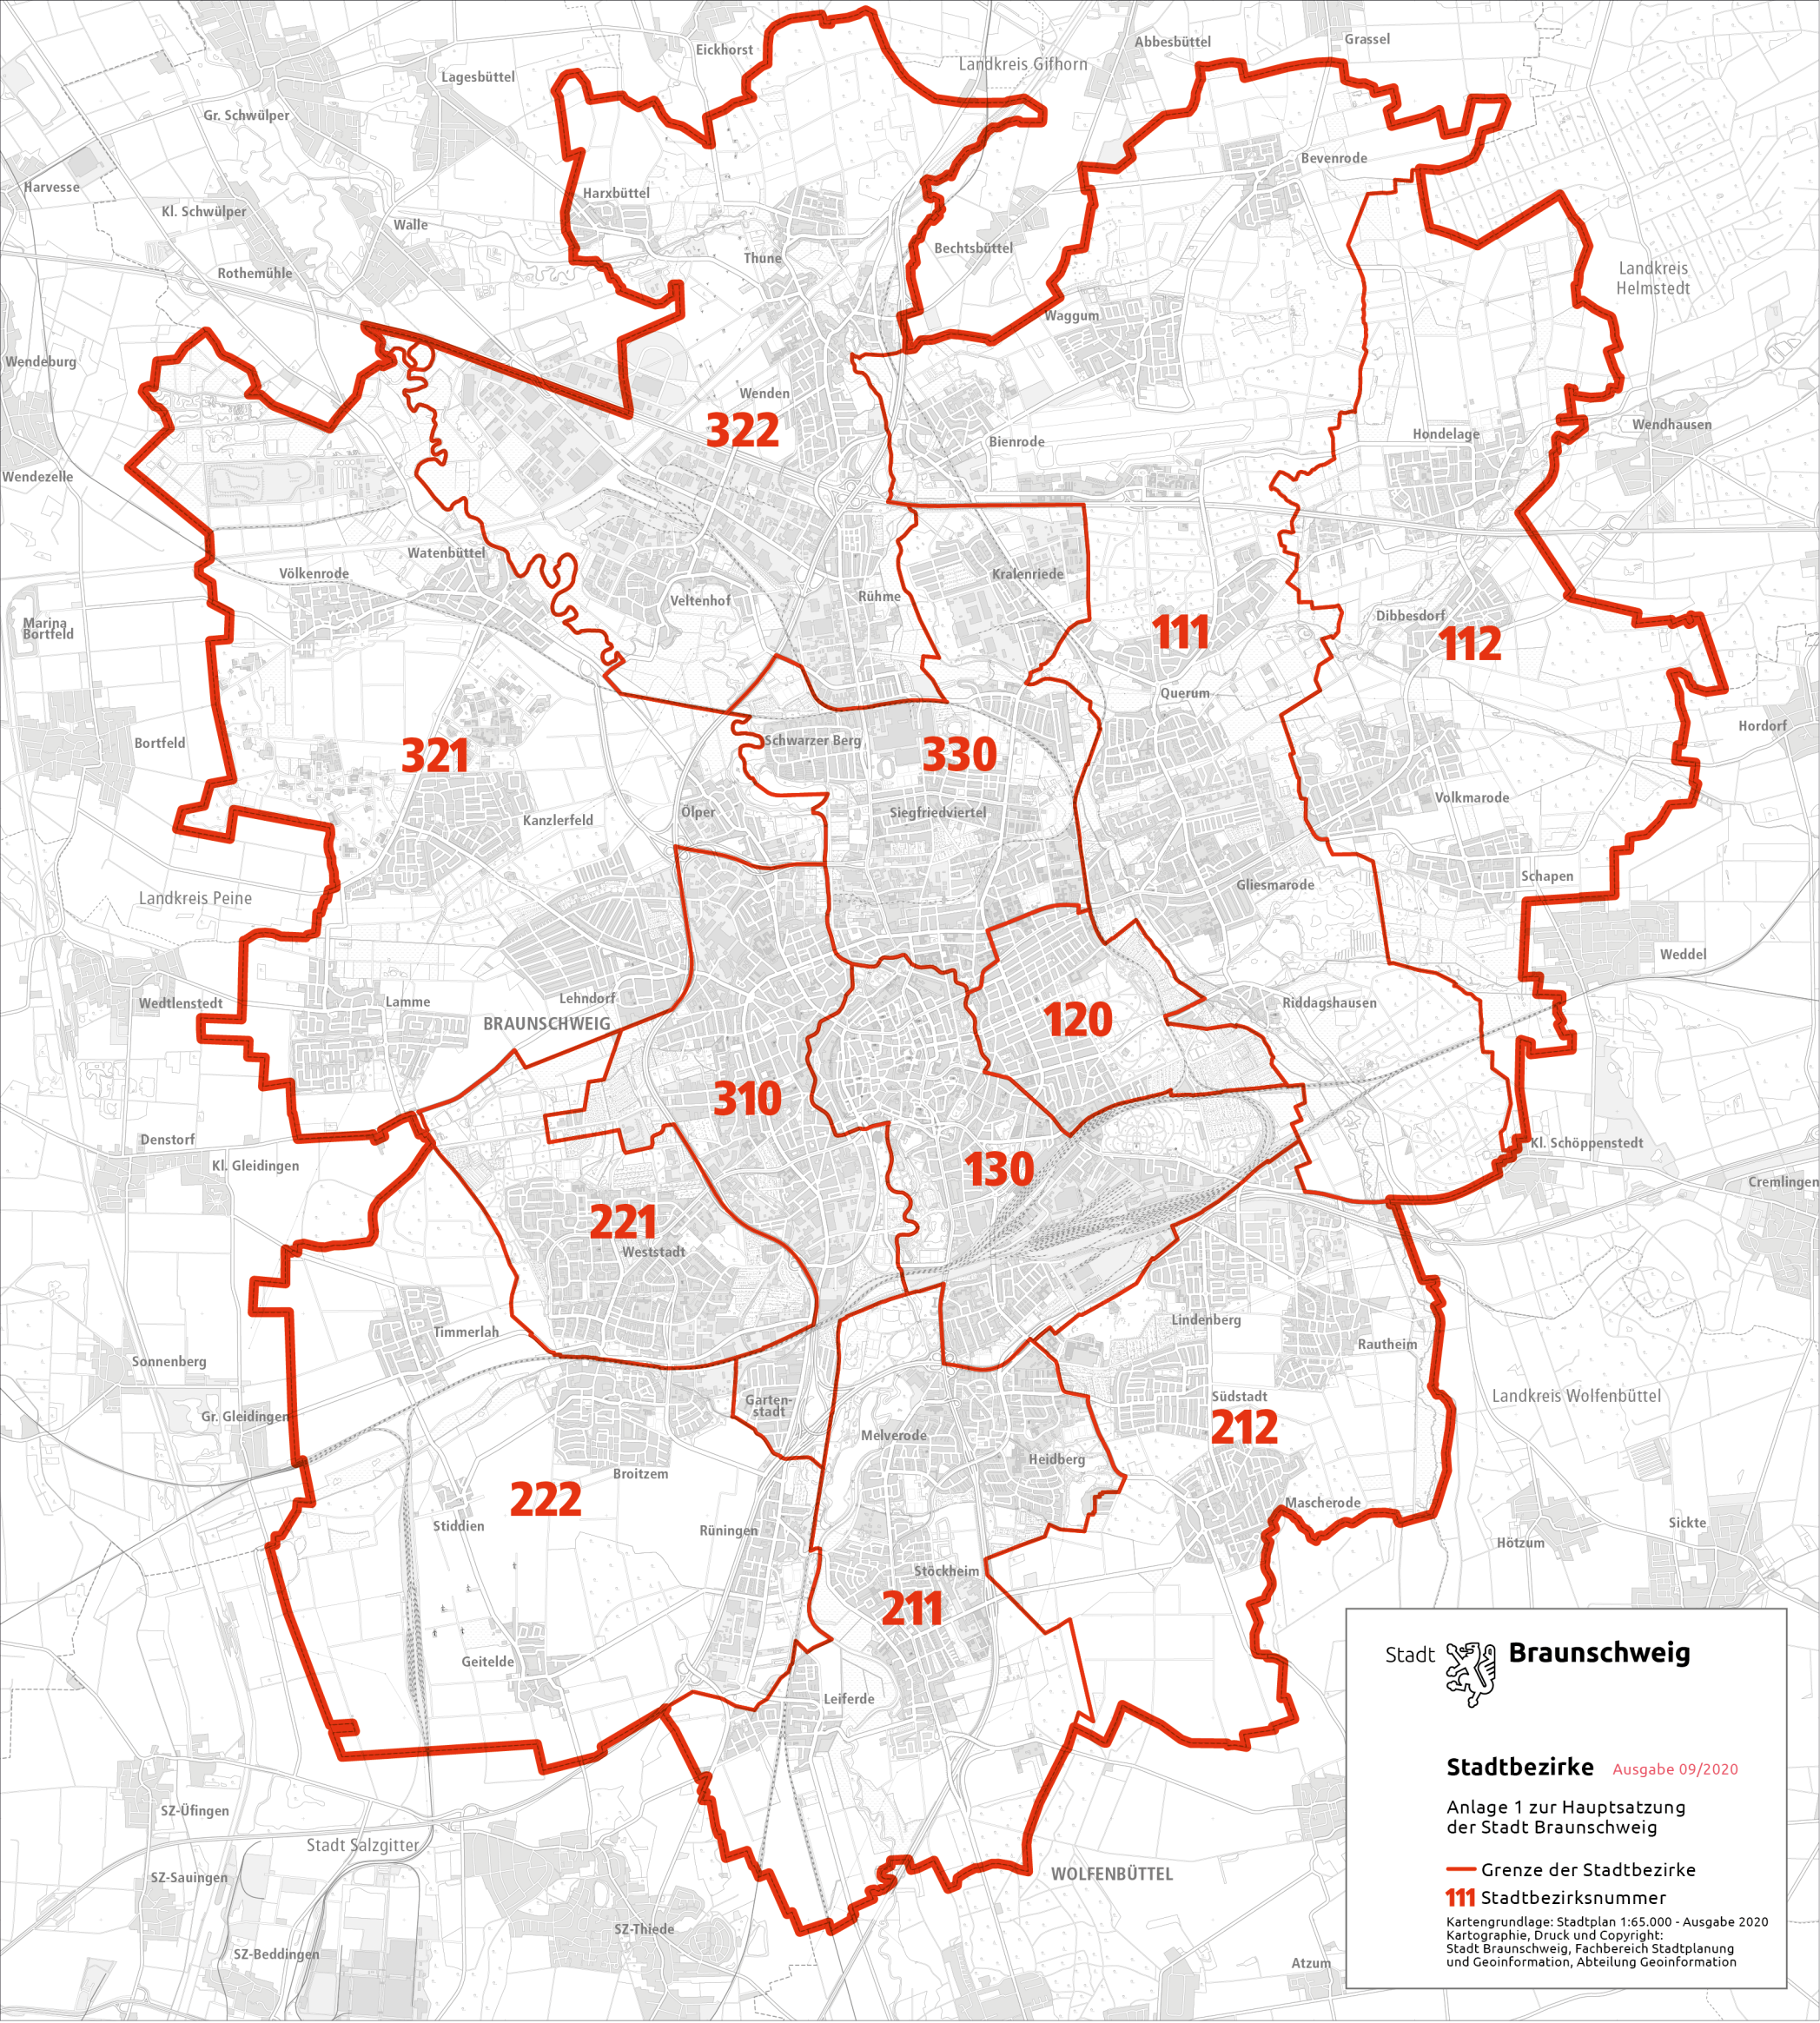 Eickhorst
Landkreis Gifhorn
Abbesbüttel
Grassel
Lagesbüttel
Gr. Schwülper
Harvesse
Kl. Schwülper
Walle
Rothemühle
Harxbüttel
Thune
Bechtsbüttel
Bevenrode
Landkreis
Helmstedt
Waggum
Wendeburg
Wenden
322
Bienrode
Hondelage
Wendhausen
Wendezelle
Watenbüttel
Völkenrode
Veltenhof
Rühme
Kralenriede
111
Dibbesdorf
112
Marina
Bortfeld
Querum
Hordorf
Bortfeld
321
Schwarzer Berg
330
Volkmarode
Kanzlerfeld
Ölper
Siegfriedviertel
Schapen
Gliesmarode
Landkreis Peine
Weddel
Wedtlenstedt
Lamme
Lehndorf
BRAUNSCHWEIG
120
Riddagshausen
310
Denstorf
Kl. Gleidingen
130
Kl. Schöppenstedt
Cremlingen
221
Weststadt
Timmerlah
Sonnenberg
Lindenberg
Rautheim
Gr. Gleidingen
Garten-
stadt
Melverode
Südstadt
212
Landkreis Wolfenbüttel
Heidberg
Broitzem
222
Stiddien
Rüningen
Mascherode
Hötzum
Sickte
Stöckheim
211
Geitelde
Leiferde
SZ-Üfingen
Stadt Salzgitter
SZ-Sauingen
WOLFENBÜTTEL
SZ-Thiede
SZ-Beddingen
Atzum
Stadt Braunschweig
Stadtbezirke Ausgabe 09/2020
Anlage 1 zur Hauptsatzung
der Stadt Braunschweig
Grenze der Stadtbezirke
111 Stadtbezirksnummer
Kartengrundlage: Stadtplan 1:65.000 - Ausgabe 2020
Kartographie, Druck und Copyright:
Stadt Braunschweig, Fachbereich Stadtplanung
und Geoinformation, Abteilung Geoinformation